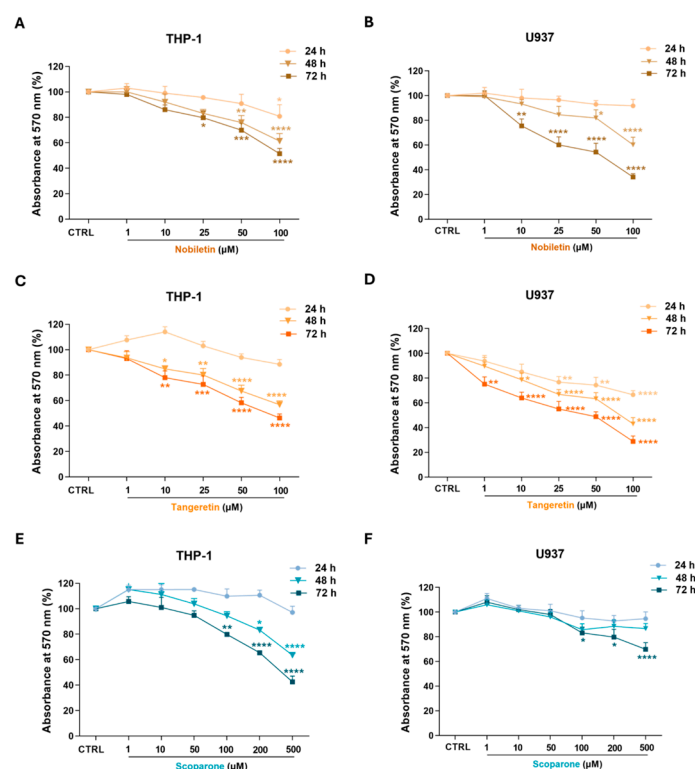 A
THP-1
24 h
48 h
72 h
Absorbance at 570 nm (%)
120
100
80
60
40
20
0
* ** **** * *** ****
CTRL 1 10 25 50 100
Nobiletin (µM)
B
U937
24 h
48 h
72 h
Absorbance at 570 nm (%)
120
100
80
60
40
20
0
** **** * **** **** ****
CTRL 1 10 25 50 100
Nobiletin (µM)
C
THP-1
24 h
48 h
72 h
Absorbance at 570 nm (%)
120
100
80
60
40
20
0
* ** **** **** ** *** **** ****
CTRL 1 10 25 50 100
Tangeretin (µM)
D
U937
24 h
48 h
72 h
Absorbance at 570 nm (%)
120
100
80
60
40
20
0
** ** **** * **** **** **** ** **** **** **** ****
CTRL 1 10 25 50 100
Tangeretin (µM)
E
THP-1
24 h
48 h
72 h
Absorbance at 570 nm (%)
120
100
80
60
40
20
0
* **** ** **** ****
CTRL 1 10 50 100 200 500
Scoparone (µM)
F
U937
24 h
48 h
72 h
Absorbance at 570 nm (%)
120
100
80
60
40
20
0
* * ****
CTRL 1 10 50 100 200 500
Scoparone (µM)